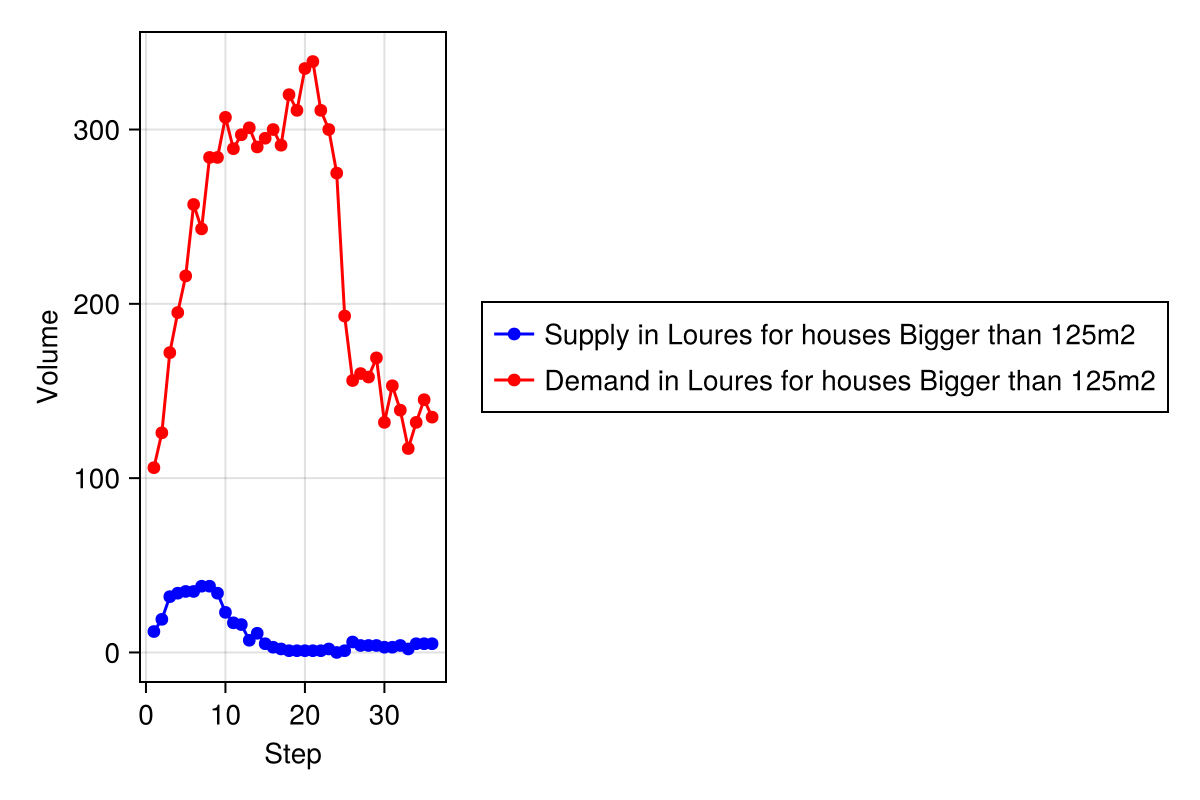 Volume
300
200
100
0
0 10 20 30
Step
Supply in Loures for houses Bigger than 125m2
Demand in Loures for houses Bigger than 125m2